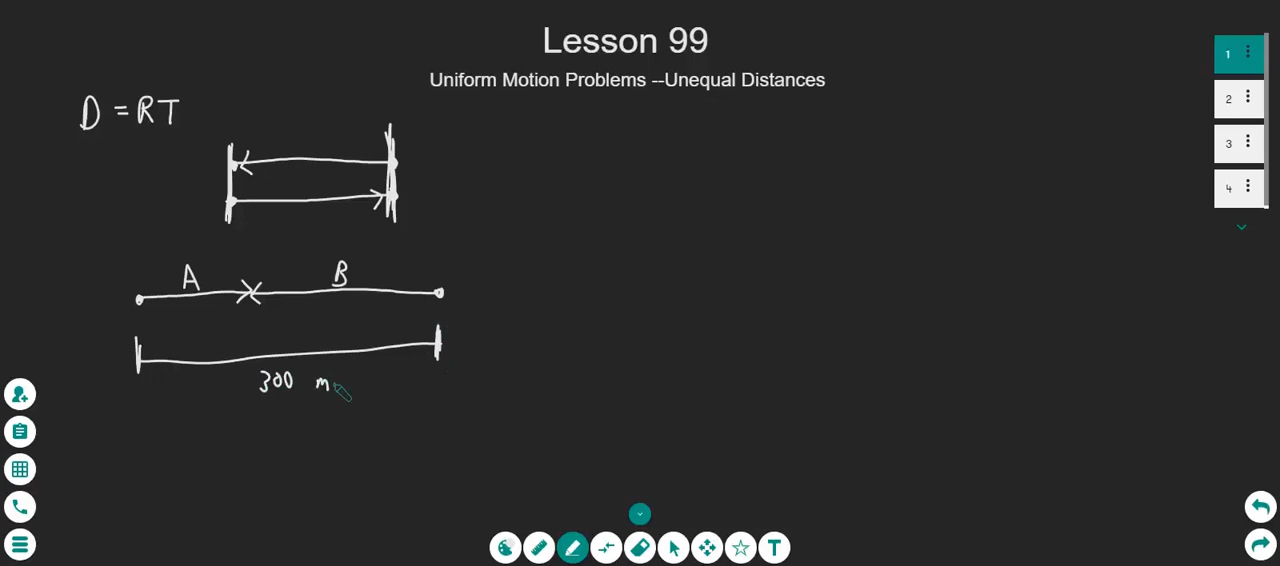 Lesson 99
Uniform Motion Problems --Unequal Distances
D = RT
A B
300 m
1
2
3
4
T